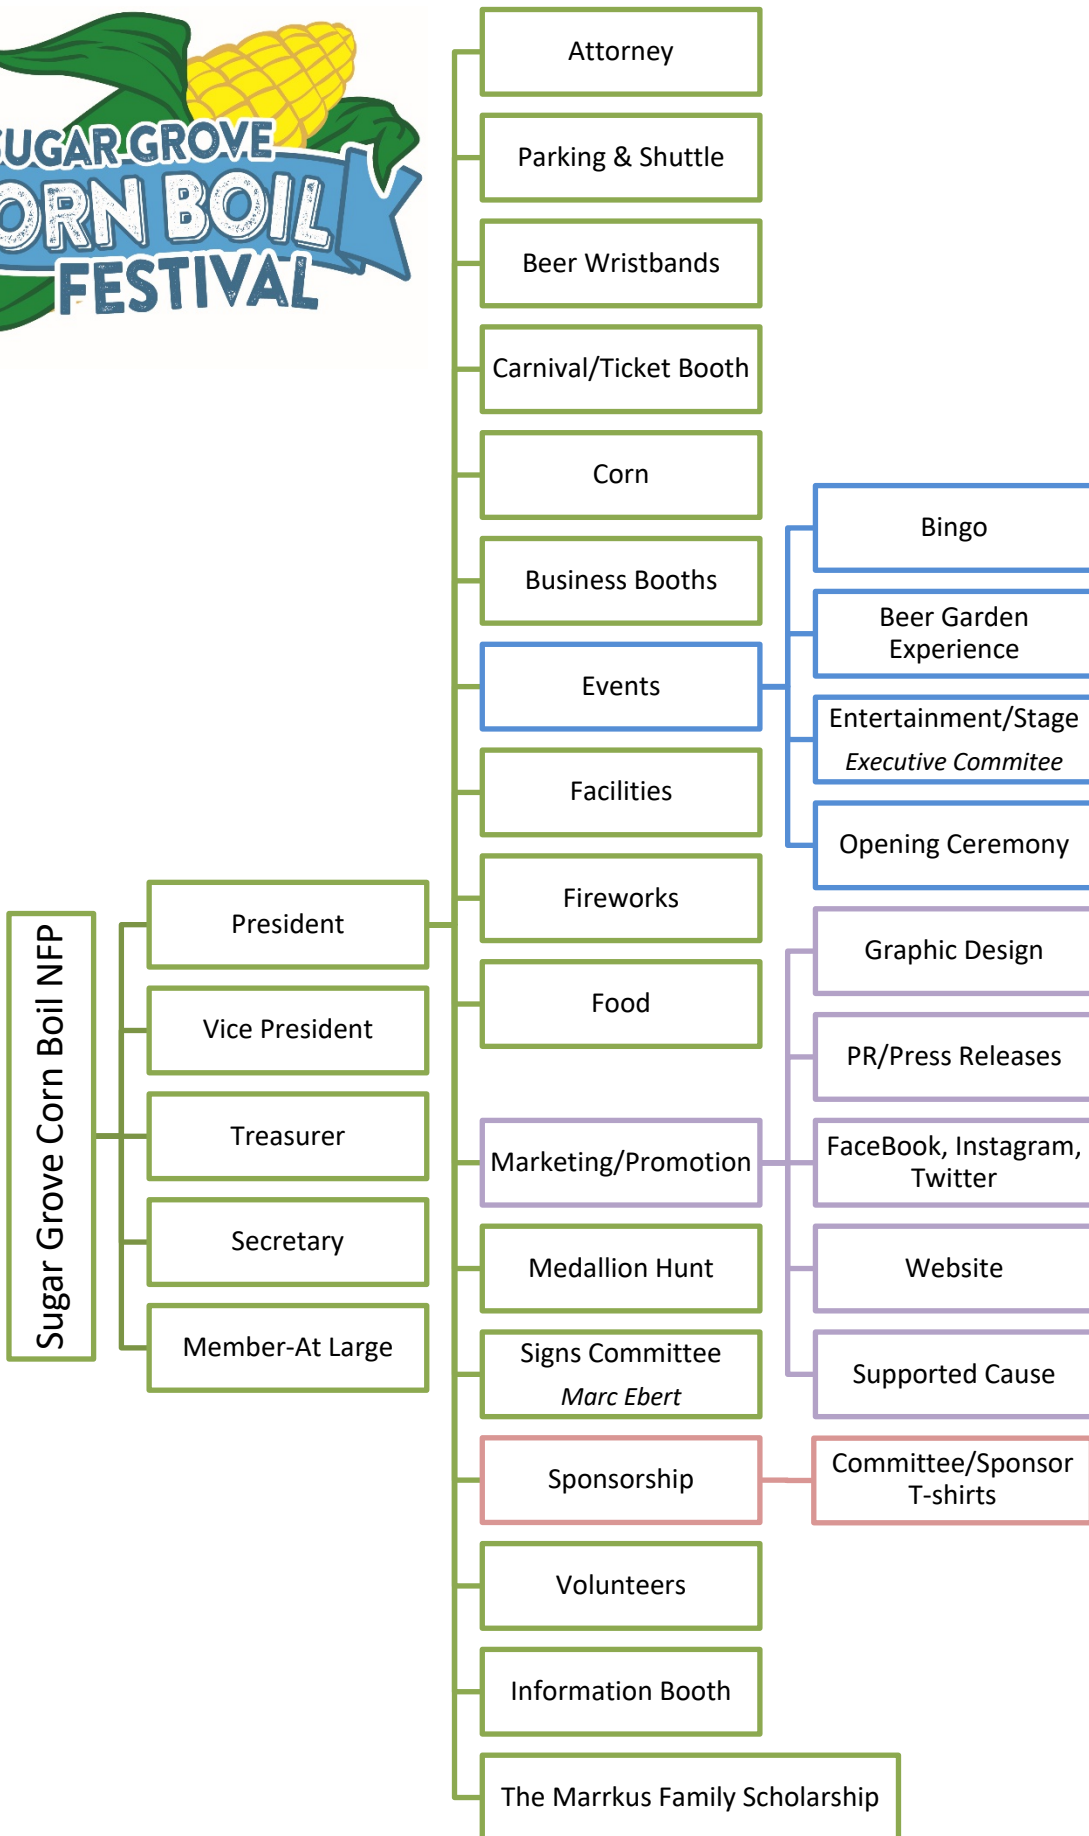 SUGAR GROVE
ORN BOIL
FESTIVAL
Sugar Grove Corn Boil NFP
President
Vice President
Treasurer
Secretary
Member-At Large
Attorney
Parking & Shuttle
Beer Wristbands
Carnival/Ticket Booth
Corn
Business Booths
Events
Facilities
Fireworks
Food
Marketing/Promotion
Medallion Hunt
Signs Committee
Marc Ebert
Sponsorship
Volunteers
Information Booth
The Marrkus Family Scholarship
Bingo
Beer Garden
Experience
Entertainment/Stage
Executive Commitee
Opening Ceremony
Graphic Design
PR/Press Releases
FaceBook, Instagram,
Twitter
Website
Supported Cause
Committee/Sponsor
T-shirts